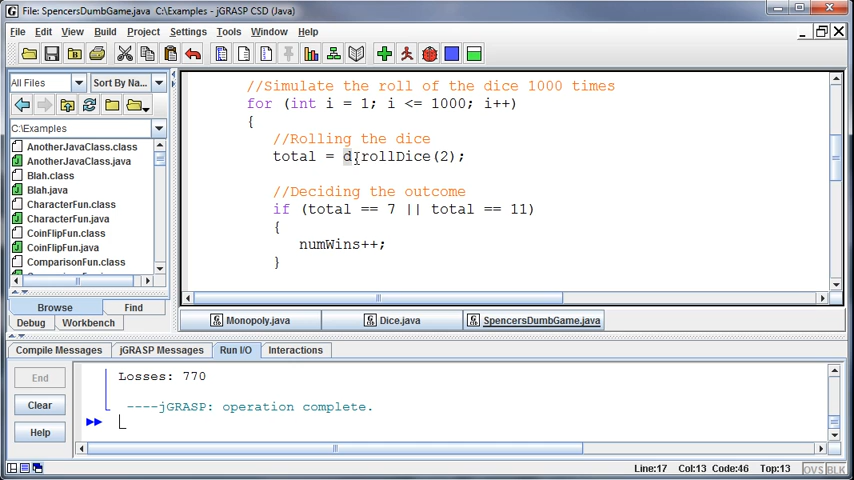 File: SpencersDumbGame.java C:\Examples - jGRASP CSD (Java)
File Edit View Build Project Settings Tools Window Help
All Files Sort By Na...
C:\Examples
AnotherJavaClass.class
AnotherJavaClass.java
Blah.class
Blah.java
CharacterFun.class
CharacterFun.java
CoinFlipFun.class
CoinFlipFun.java
ComparisonFun.class
Browse Find
Debug Workbench
//Simulate the roll of the dice 1000 times
for (int i = 1; i <= 1000; i++)
{
//Rolling the dice
total = d.rollDice(2);
//Deciding the outcome
if (total == 7 || total == 11)
{
numWins++;
}
Monopoly.java Dice.java SpencersDumbGame.java
Compile Messages jGRASP Messages Run I/O Interactions
End
Clear
Help
Losses: 770
----jGRASP: operation complete.
Line:17 Col:13 Code:46 Top:13 OVS BLK